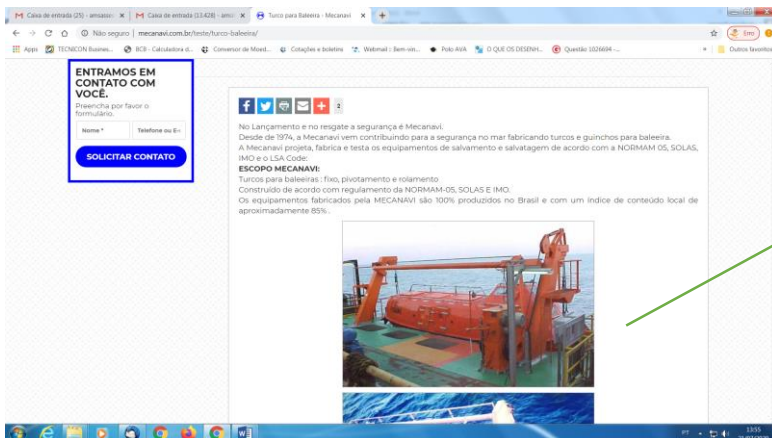 Caixa de entrada (25) - amsassor
Caixa de entrada (13.428) - amsr
Turco para Baleeira - Mecanavi
Não seguro | mecanavi.com.br/teste/turco-baleeira/
Erro
Apps
TECNICON Busines...
BCB - Calculadora d...
Conversor de Moed...
Cotações e boletins
Webmail :: Bem-vin...
Polo AVA
O QUE OS DESENH...
Questão 1026694 -...
Outros favoritos
ENTRAMOS EM
CONTATO COM
VOCÊ.
Preencha por favor o
formulário.
Nome *
Telefone ou E-
SOLICITAR CONTATO
2
No Lançamento e no resgate a segurança é Mecanavi.
Desde de 1974, a Mecanavi vem contribuindo para a segurança no mar fabricando turcos e guinchos para baleeira.
A Mecanavi projeta, fabrica e testa os equipamentos de salvamento e salvatagem de acordo com a NORMAM 05, SOLAS,
IMO e o LSA Code:
ESCOPO MECANAVI:
Turcos para baleeiras : fixo, pivotamento e rolamento
Construído de acordo com regulamento da NORMAM-05, SOLAS E IMO.
Os equipamentos fabricados pela MECANAVI são 100% produzidos no Brasil e com um índice de conteúdo local de
aproximadamente 85% .
PT
13:55